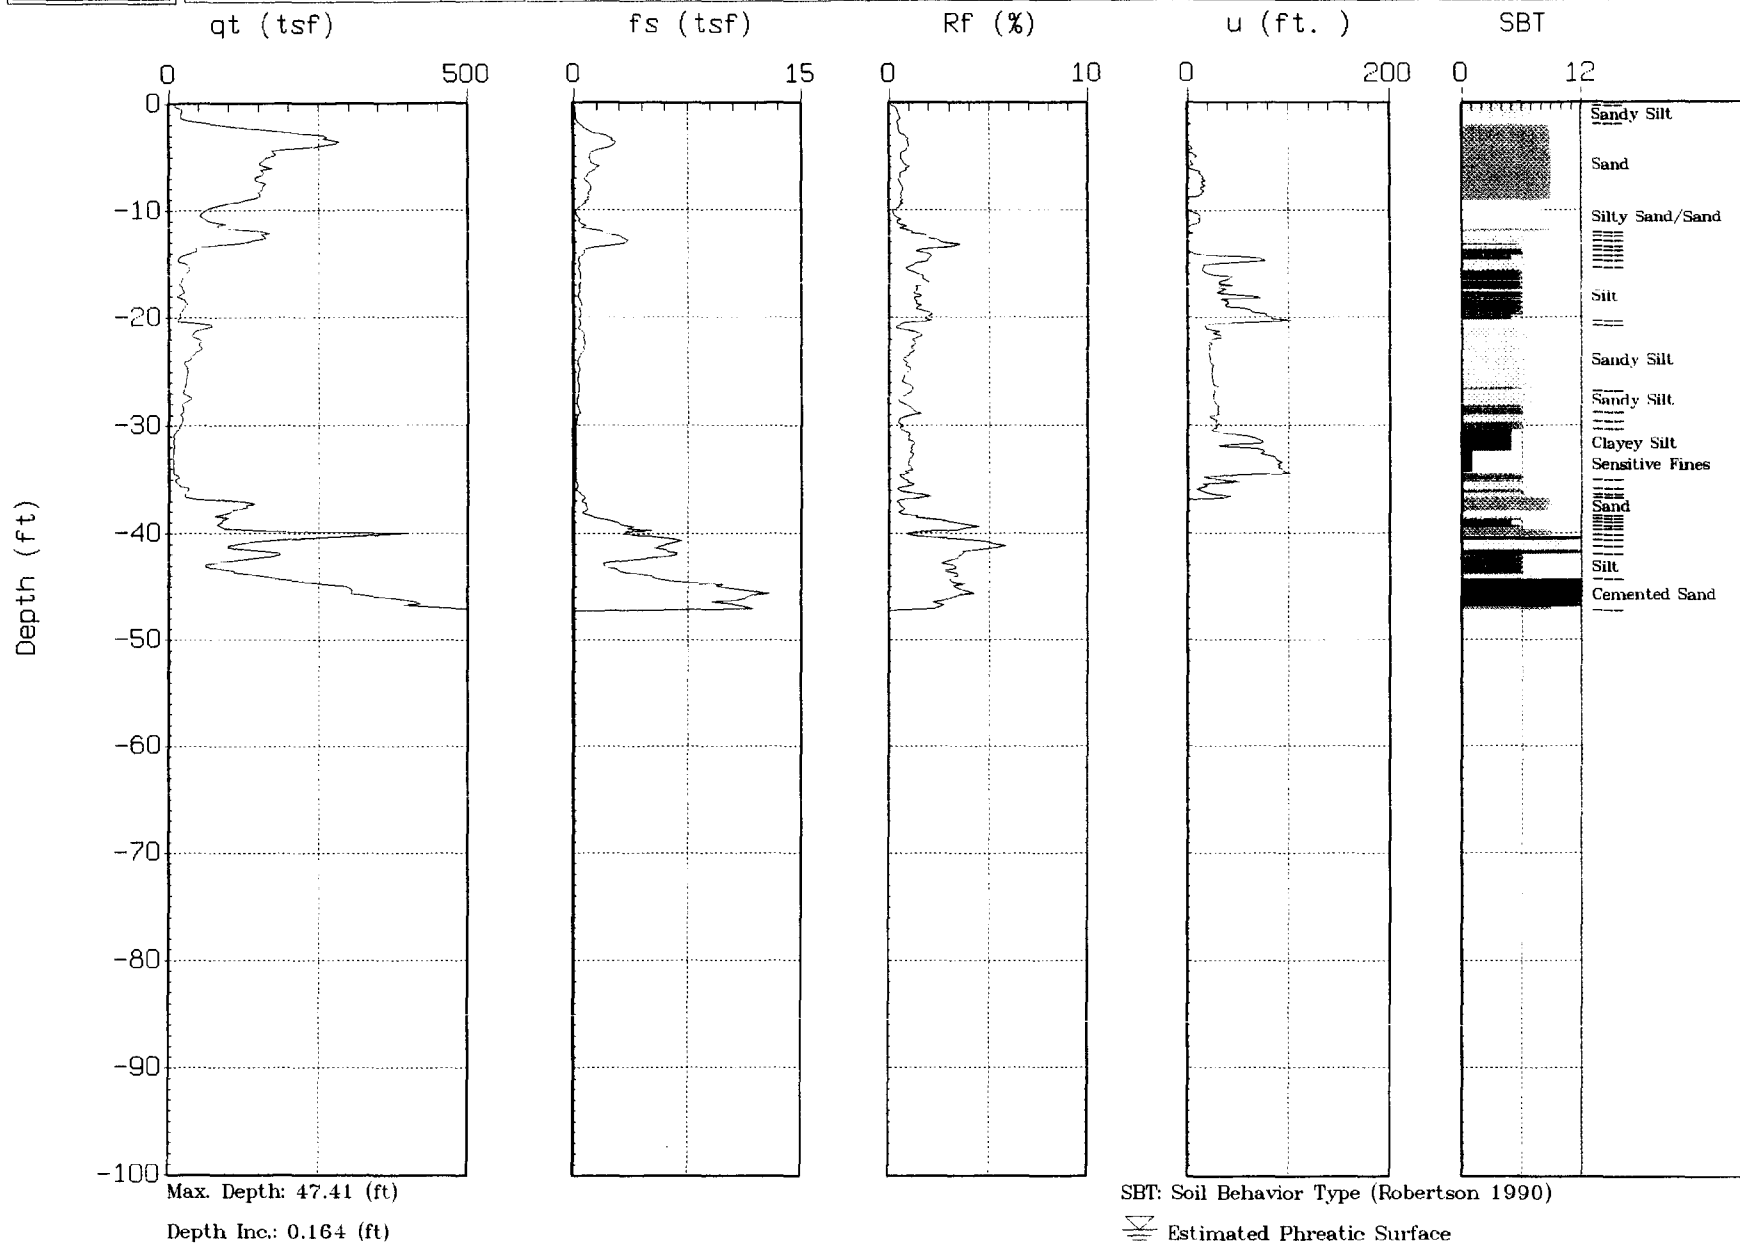 qt (tsf) fs (tsf) Rf (%) u (ft. ) SBT
0 500 0 15 0 10 0 200 0 12
0
-10
-20
-30
-40
-50
-60
-70
-80
-90
-100
Depth (ft)
Sandy Silt
Sand
Silty Sand/Sand
Silt
Sandy Silt
Sandy Silt
Clayey Silt
Sensitive Fines
Sand
Silt
Cemented Sand
Max. Depth: 47.41 (ft)
Depth Inc.: 0.164 (ft)
SBT: Soil Behavior Type (Robertson 1990)
Estimated Phreatic Surface